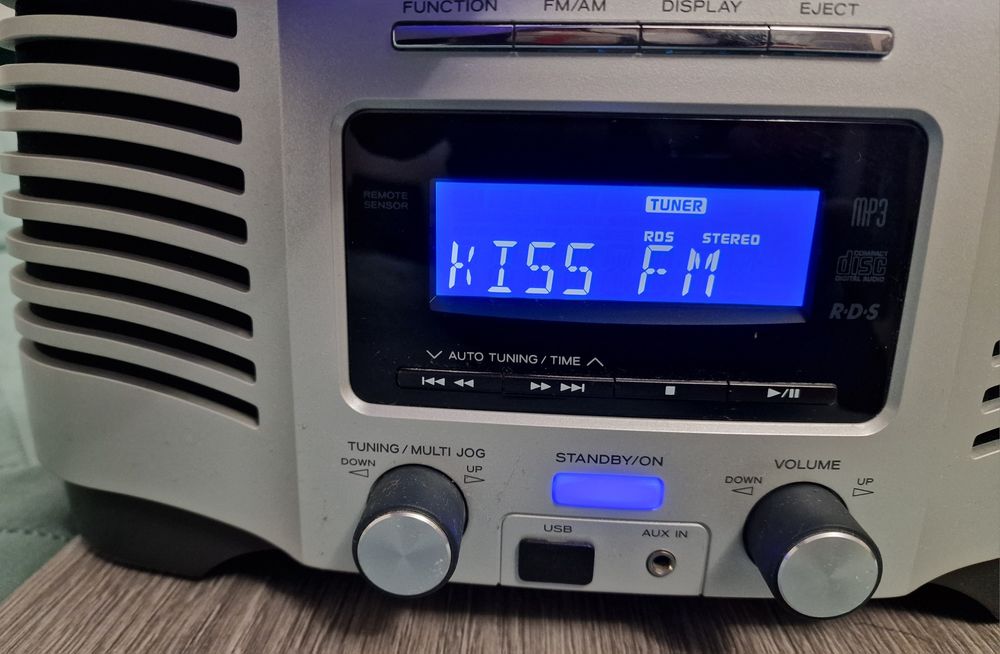 FUNCTION FM/AM DISPLAY EJECT
REMOTE
SENSOR
TUNER
RDS STEREO
KISS FM
MP3
COMPACT
disc
DIGITAL AUDIO
R·D·S
AUTO TUNING / TIME
TUNING / MULTI JOG
DOWN UP
STANDBY/ON
VOLUME
DOWN UP
USB AUX IN